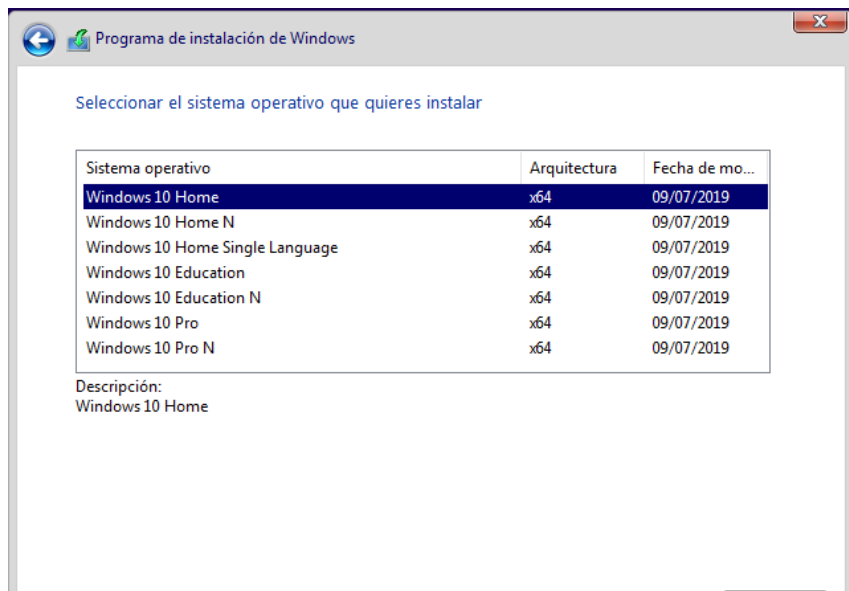 Programa de instalación de Windows
Seleccionar el sistema operativo que quieres instalar
Sistema operativo Arquitectura Fecha de mo...
Windows 10 Home x64 09/07/2019
Windows 10 Home N x64 09/07/2019
Windows 10 Home Single Language x64 09/07/2019
Windows 10 Education x64 09/07/2019
Windows 10 Education N x64 09/07/2019
Windows 10 Pro x64 09/07/2019
Windows 10 Pro N x64 09/07/2019
Descripción:
Windows 10 Home